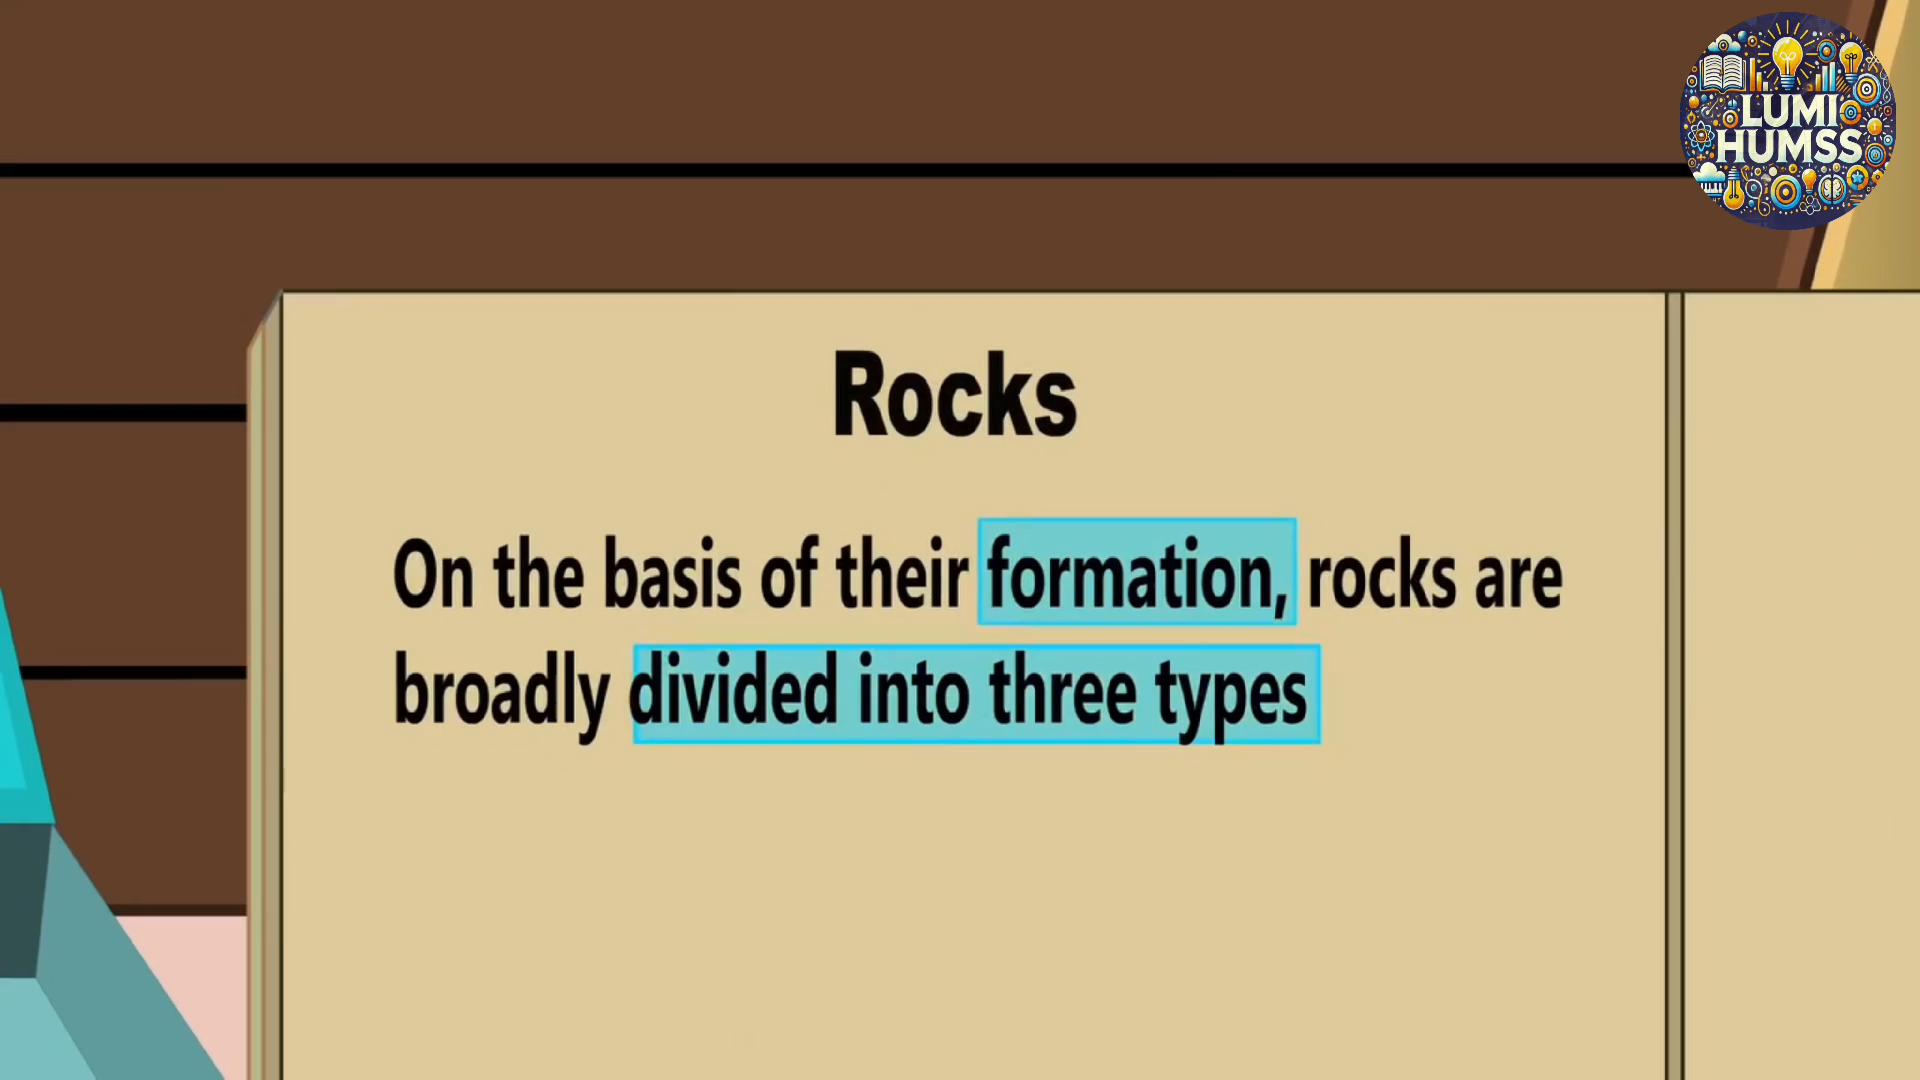 LUMI
HUMSS
Rocks
On the basis of their formation, rocks are
broadly divided into three types